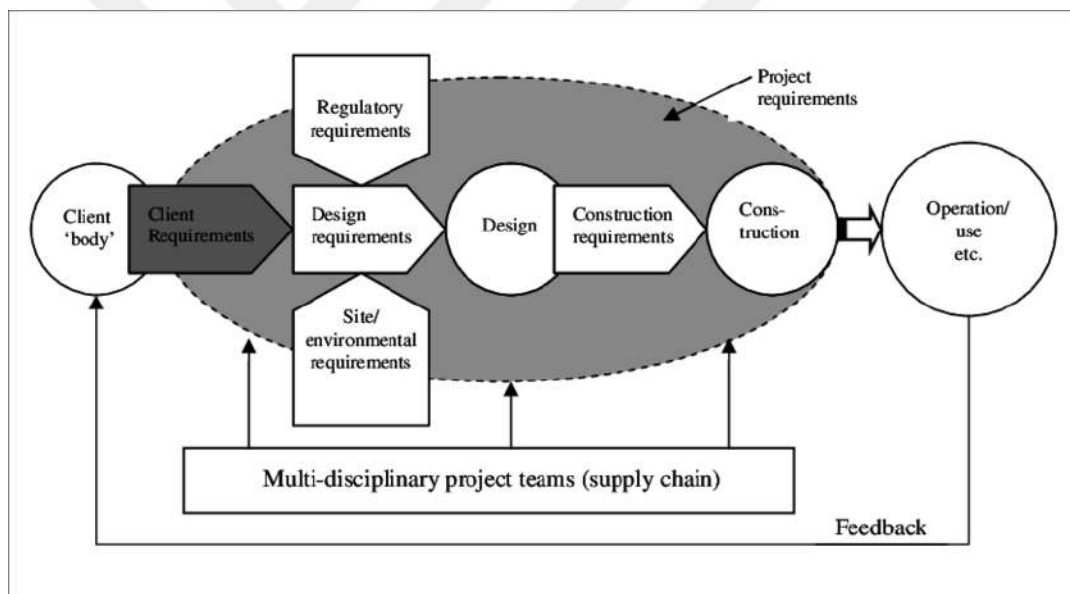 Project
requirements
Regulatory
requirements
Client
‘body’
Client
Requirements
Design
requirements
Design
Construction
requirements
Cons-
truction
Operation/
use
etc.
Site/
environmental
requirements
Multi-disciplinary project teams (supply chain)
Feedback